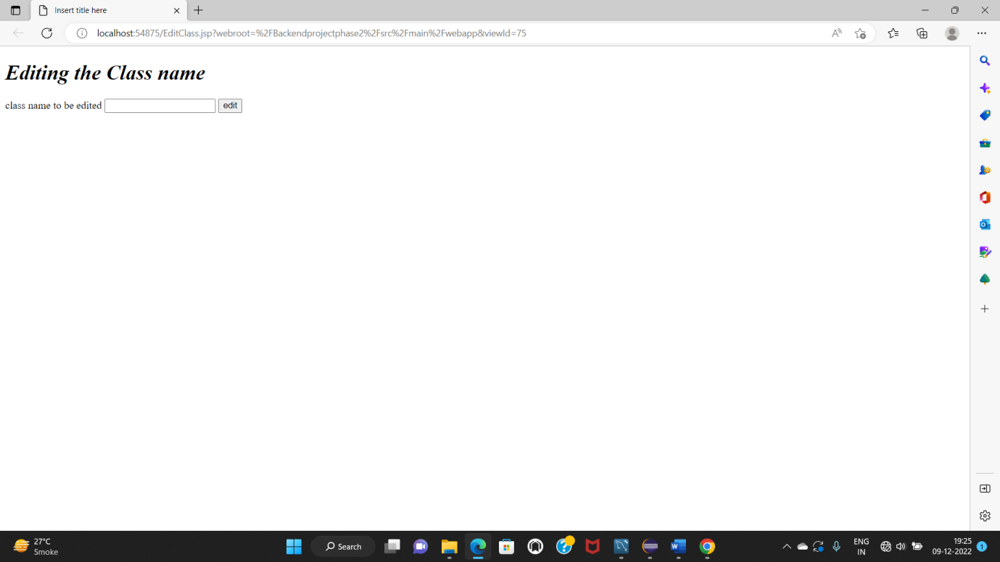 Insert title here
localhost:54875/EditClass.jsp?webroot=%2FBackendprojectphase2%2Fsrc%2Fmain%2Fwebapp&viewId=75
Editing the Class name
class name to be edited edit
27°C
Smoke
Search
ENG
IN
19:25
09-12-2022
1